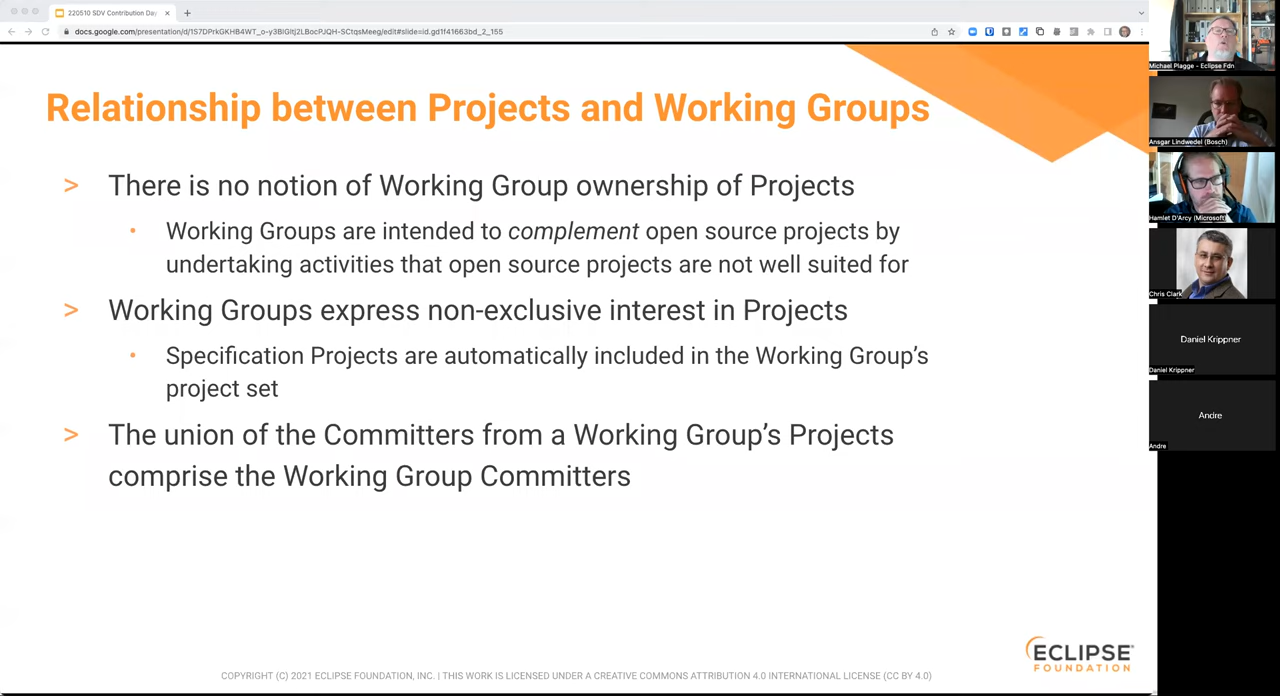 220510 SDV Contribution Day
docs.google.com/presentation/d/1S7DPrkGKHB4WT_o-y3BIGltj2LBocPJQH-SCtqsMeeg/edit#slide=id.gd1f41663bd_2_155
Relationship between Projects and Working Groups
> There is no notion of Working Group ownership of Projects
• Working Groups are intended to complement open source projects by
undertaking activities that open source projects are not well suited for
> Working Groups express non-exclusive interest in Projects
• Specification Projects are automatically included in the Working Group’s
project set
> The union of the Committers from a Working Group’s Projects
comprise the Working Group Committers
ECLIPSE
FOUNDATION
COPYRIGHT (C) 2021 ECLIPSE FOUNDATION, INC. | THIS WORK IS LICENSED UNDER A CREATIVE COMMONS ATTRIBUTION 4.0 INTERNATIONAL LICENSE (CC BY 4.0)
Michael Plagge - Eclipse Fdn
Ansgar Lindwedel (Bosch)
Hamlet D'Arcy (Microsoft)
Chris Clark
Daniel Krippner
Daniel Krippner
Andre
Andre